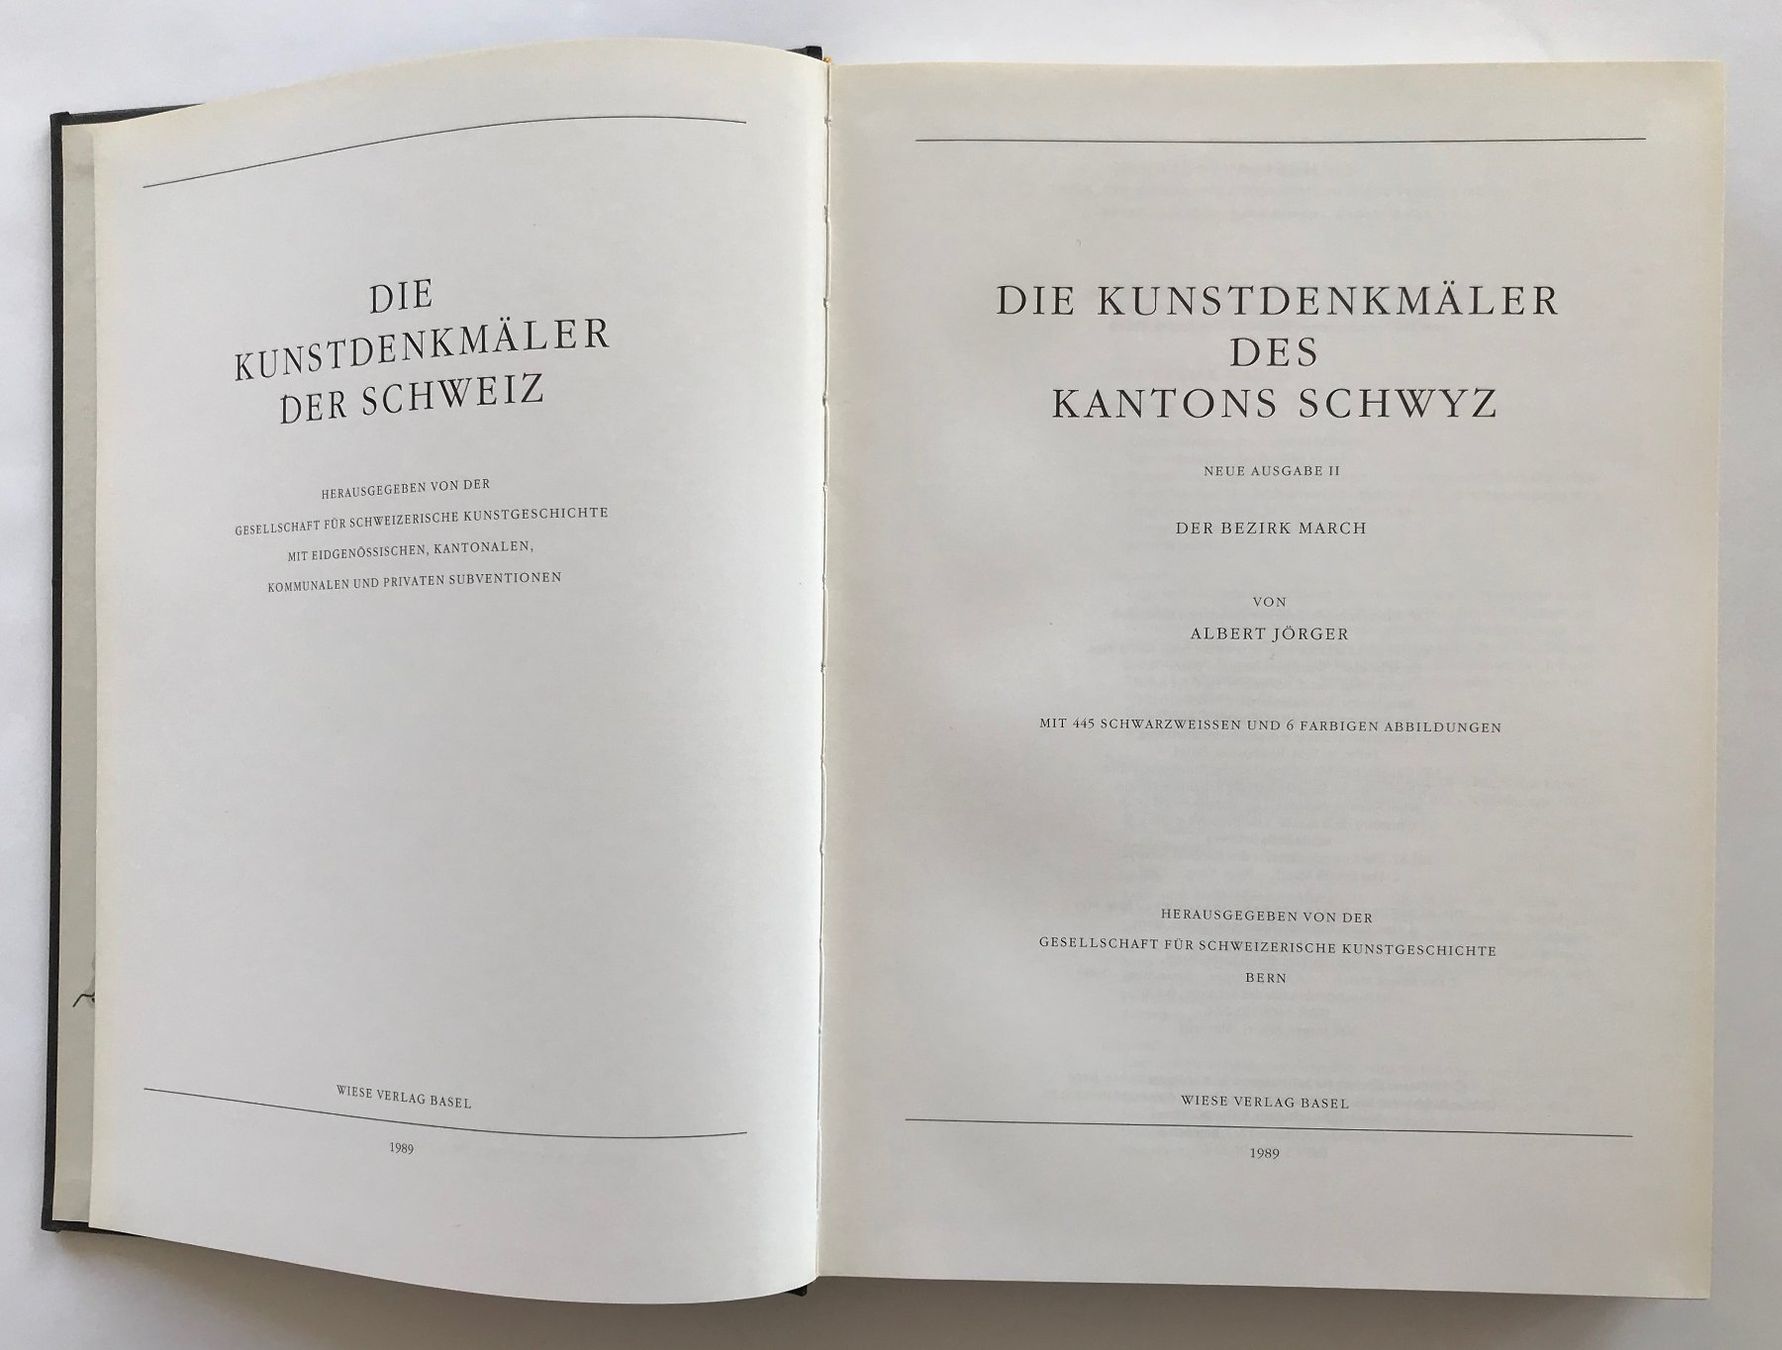 DIE
KUNSTDENKMÄLER
DER SCHWEIZ
HERAUSGEGEBEN VON DER
GESELLSCHAFT FÜR SCHWEIZERISCHE KUNSTGESCHICHTE
MIT EIDGENÖSSISCHEN, KANTONALEN,
KOMMUNALEN UND PRIVATEN SUBVENTIONEN
WIESE VERLAG BASEL
1989
DIE KUNSTDENKMÄLER
DES
KANTONS SCHWYZ
NEUE AUSGABE II
DER BEZIRK MARCH
VON
ALBERT JÖRGER
MIT 445 SCHWARZWEISSEN UND 6 FARBIGEN ABBILDUNGEN
HERAUSGEGEBEN VON DER
GESELLSCHAFT FÜR SCHWEIZERISCHE KUNSTGESCHICHTE
BERN
WIESE VERLAG BASEL
1989